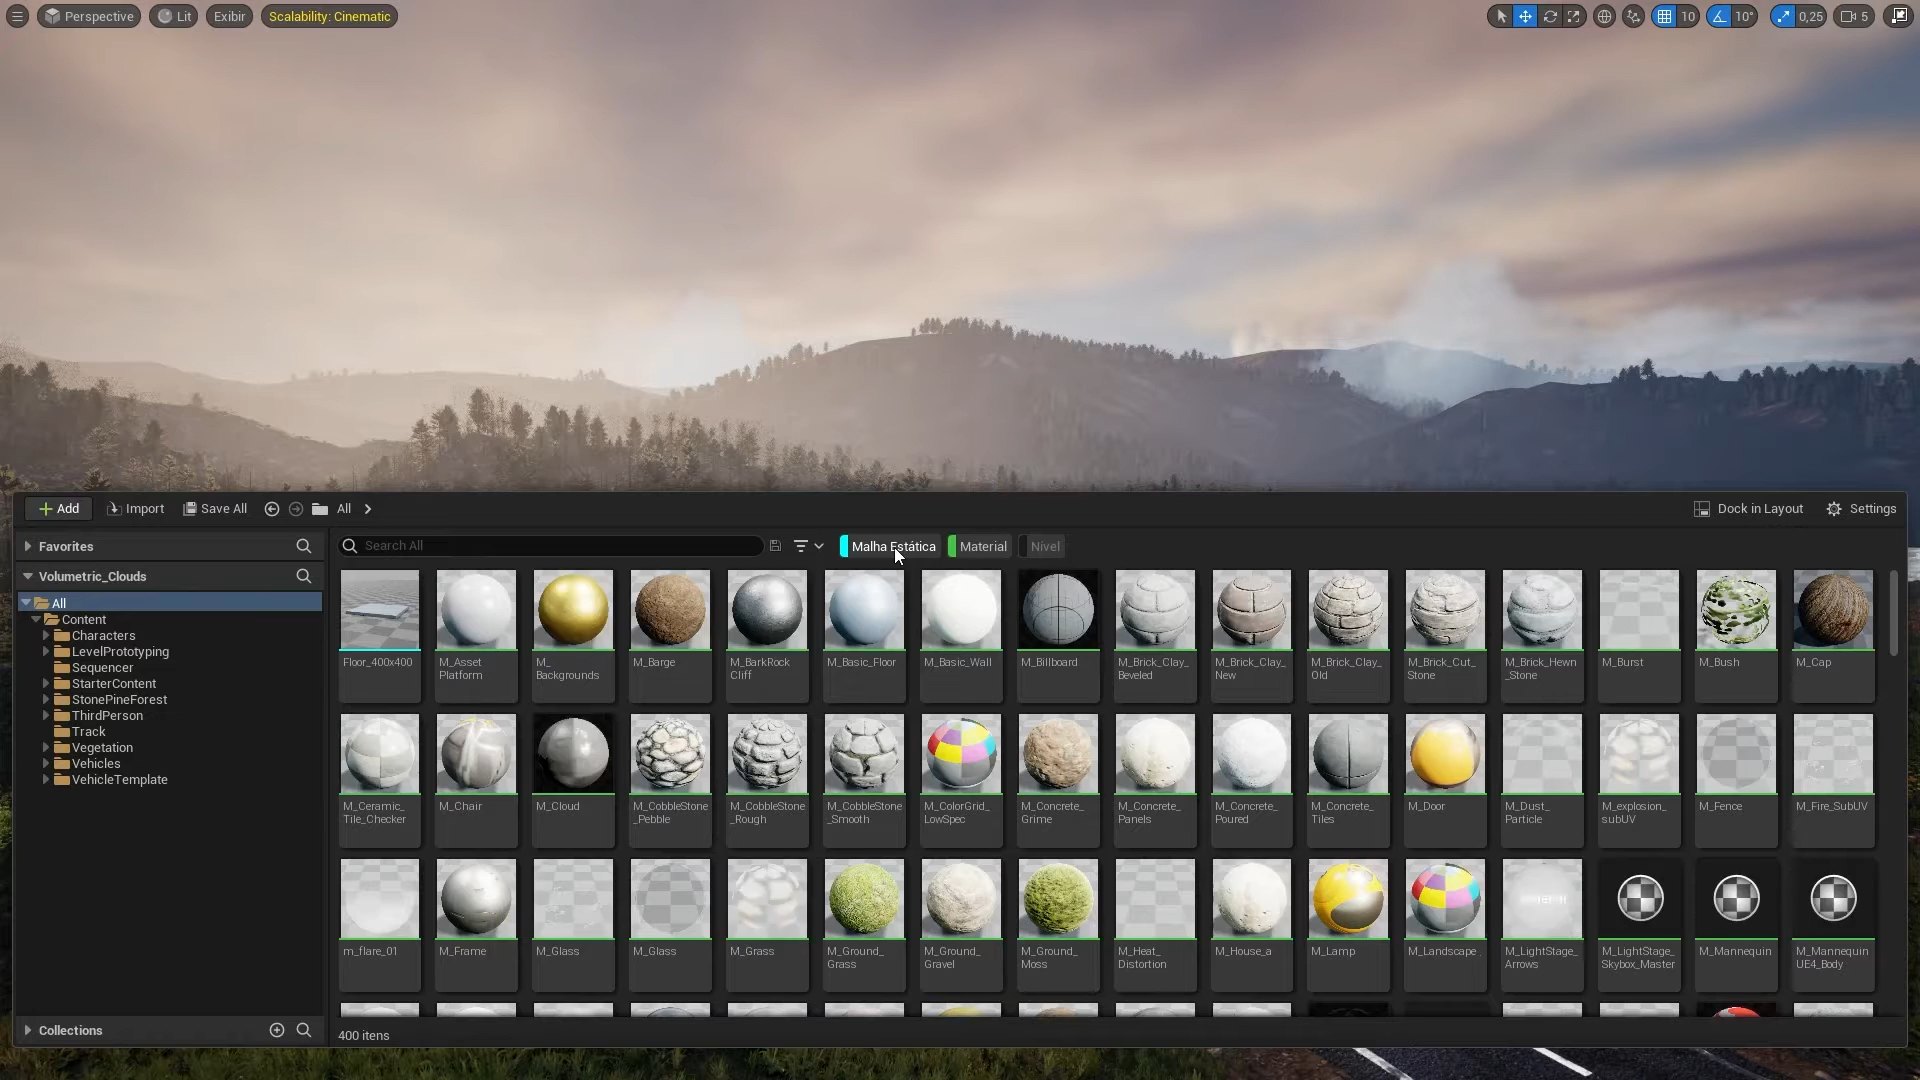 Perspective
Lit
Exibir
Scalability: Cinematic
10
10°
0,25
5
Add
Import
Save All
All
Dock in Layout
Settings
Favorites
Search All
Malha Estática
Material
Nível
Volumetric_Clouds
All
Content
Characters
LevelPrototyping
Sequencer
StarterContent
StonePineForest
ThirdPerson
Track
Vegetation
Vehicles
VehicleTemplate
Floor_400x400
M_Asset
Platform
M_
Backgrounds
M_Barge
M_BarkRock
Cliff
M_Basic_Floor
M_Basic_Wall
M_Billboard
M_Brick_Clay_
Beveled
M_Brick_Clay_
New
M_Brick_Clay_
Old
M_Brick_Cut_
Stone
M_Brick_Hewn
_Stone
M_Burst
M_Bush
M_Cap
M_Ceramic_
Tile_Checker
M_Chair
M_Cloud
M_CobbleStone
_Pebble
M_CobbleStone
_Rough
M_CobbleStone
_Smooth
M_ColorGrid_
LowSpec
M_Concrete_
Grime
M_Concrete_
Panels
M_Concrete_
Poured
M_Concrete_
Tiles
M_Door
M_Dust_
Particle
M_explosion_
subUV
M_Fence
M_Fire_SubUV
m_flare_01
M_Frame
M_Glass
M_Glass
M_Grass
M_Ground_
Grass
M_Ground_
Gravel
M_Ground_
Moss
M_Heat_
Distortion
M_House_a
M_Lamp
M_Landscape
M_LightStage_
Arrows
M_LightStage_
Skybox_Master
M_Mannequin
M_Mannequin
UE4_Body
Collections
400 itens